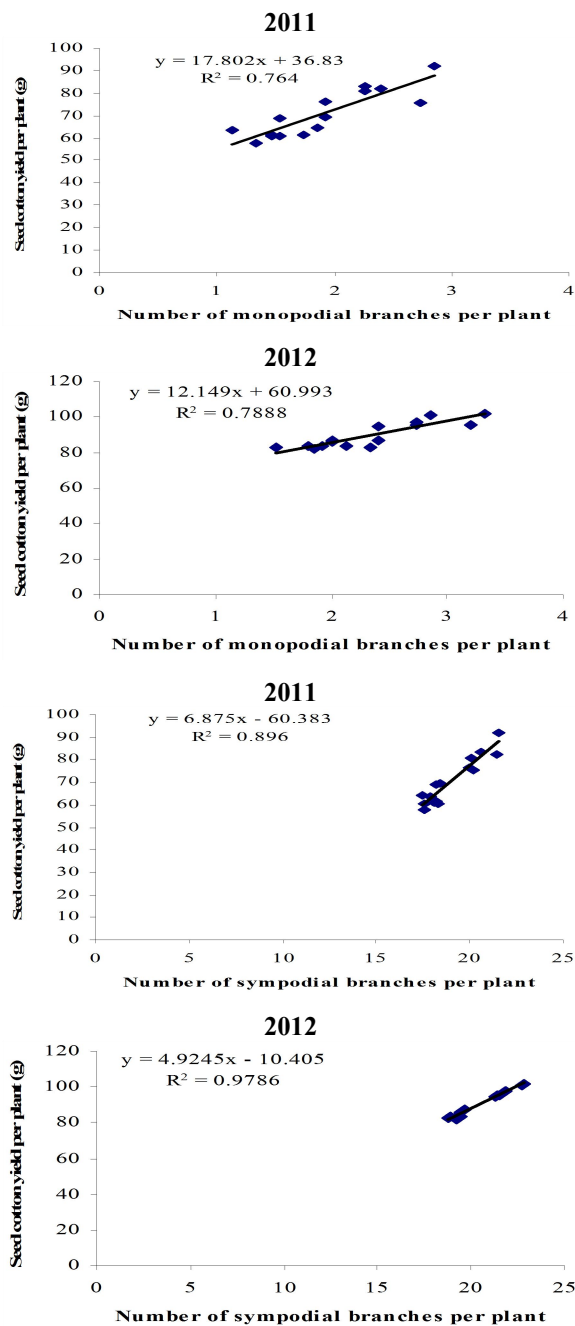 2011
y = 17.802x + 36.83
R² = 0.764
100
90
80
70
60
50
40
30
20
10
0
Seed cotton yield per plant (g)
0 1 2 3 4
Number of monopodial branches per plant
2012
y = 12.149x + 60.993
R² = 0.7888
120
100
80
60
40
20
0
Seed cotton yield per plant (g)
0 1 2 3 4
Number of monopodial branches per plant
2011
y = 6.875x - 60.383
R² = 0.896
100
90
80
70
60
50
40
30
20
10
0
Seed cotton yield per plant (g)
0 5 10 15 20 25
Number of sympodial branches per plant
2012
y = 4.9245x - 10.405
R² = 0.9786
120
100
80
60
40
20
0
Seed cotton yield per plant (g)
0 5 10 15 20 25
Number of sympodial branches per plant